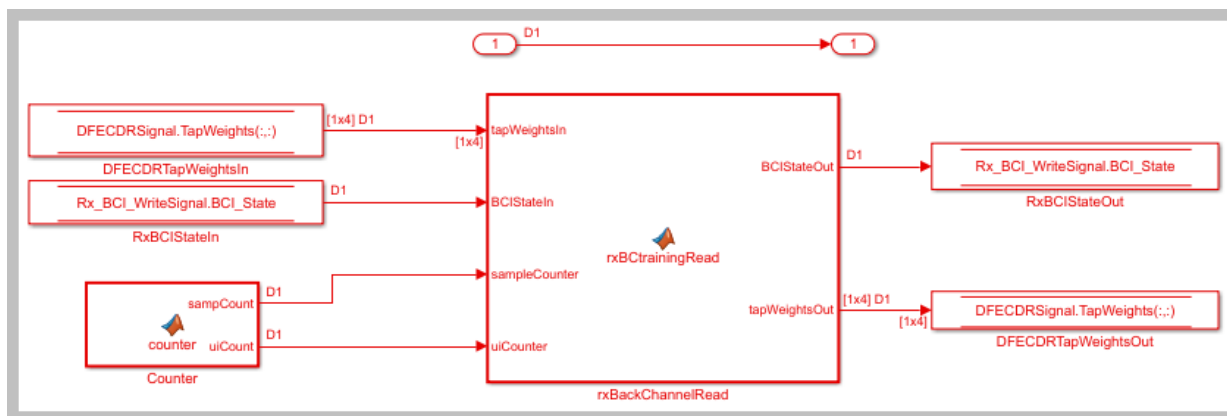 D1
1
1
DFECDRSignal.TapWeights(:,:)
DFECDRTapWeightsIn
[1x4] D1
[1x4]
tapWeightsIn
Rx_BCI_WriteSignal.BCI_State
RxBCIStateIn
D1
BCIStateIn
sampCount
counter
uiCount
Counter
D1
D1
sampleCounter
uiCounter
rxBCtrainingRead
BCIStateOut
tapWeightsOut
rxBackChannelRead
D1
Rx_BCI_WriteSignal.BCI_State
RxBCIStateOut
[1x4] D1
[1x4]
DFECDRSignal.TapWeights(:,:)
DFECDRTapWeightsOut